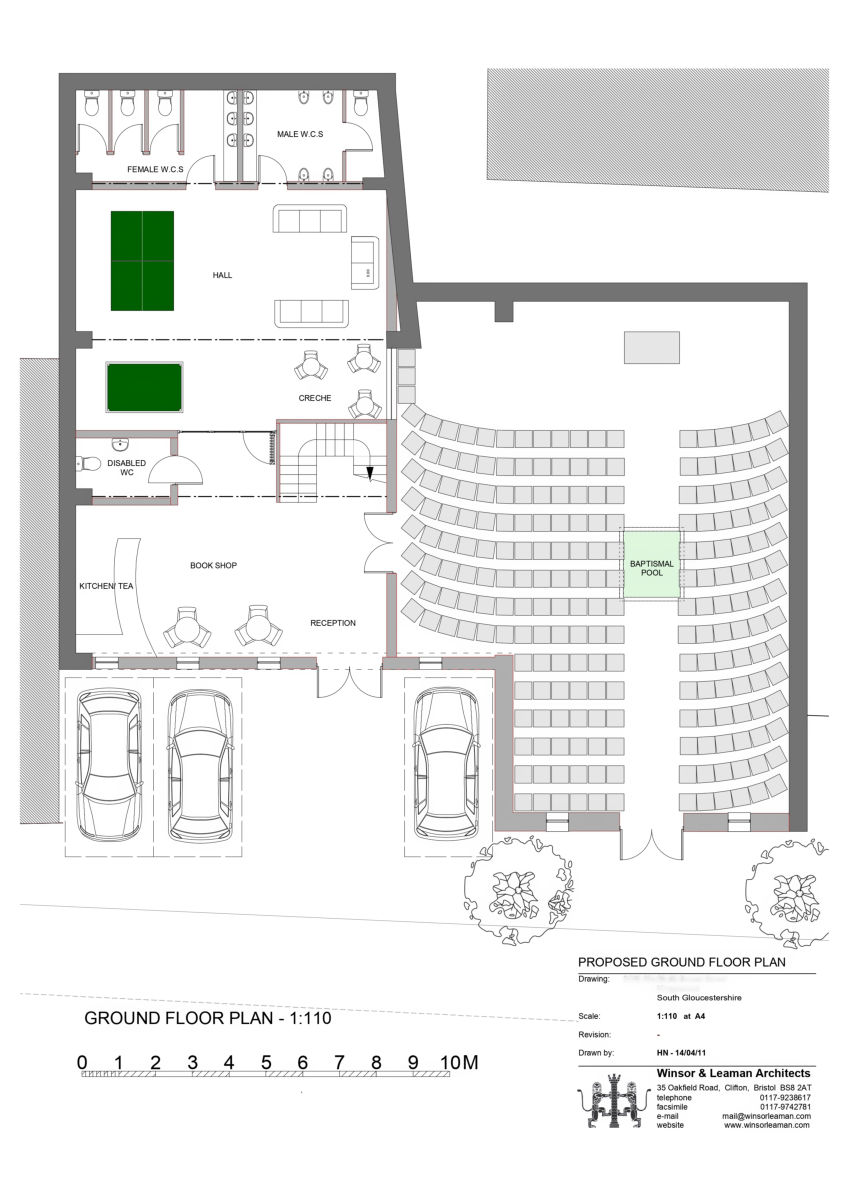 MALE W.C.S
FEMALE W.C.S
HALL
CRECHE
DISABLED
WC
BOOK SHOP
KITCHEN/ TEA
RECEPTION
BAPTISMAL
POOL
PROPOSED GROUND FLOOR PLAN
Drawing:
South Gloucestershire
Scale: 1:110 at A4
Revision: -
Drawn by: HN - 14/04/11
GROUND FLOOR PLAN - 1:110
0 1 2 3 4 5 6 7 8 9 10M
Winsor & Leaman Architects
35 Oakfield Road, Clifton, Bristol BS8 2AT
telephone 0117-9238617
facsimile 0117-9742781
e-mail mail@winsorleaman.com
website www.winsorleaman.com